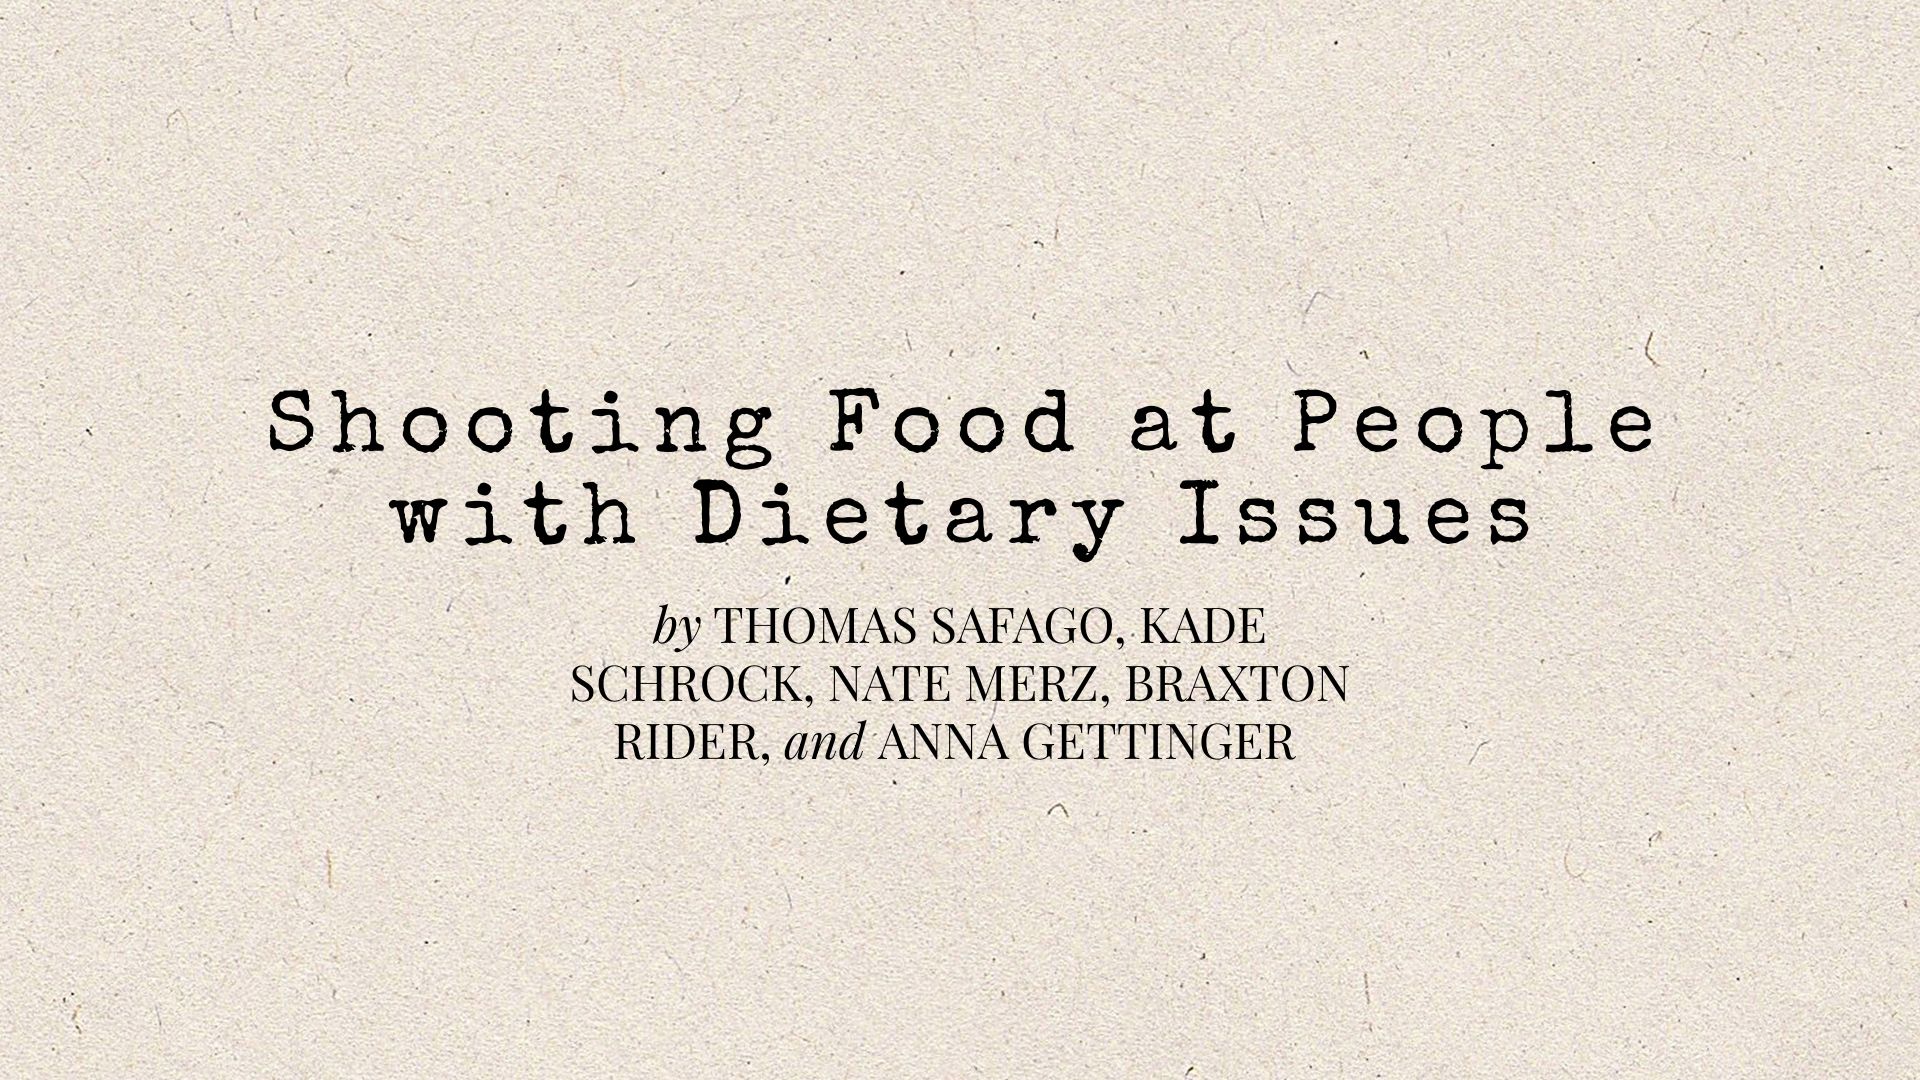 Shooting Food at People
with Dietary Issues
by THOMAS SAFAGO, KADE
SCHROCK, NATE MERZ, BRAXTON
RIDER, and ANNA GETTINGER